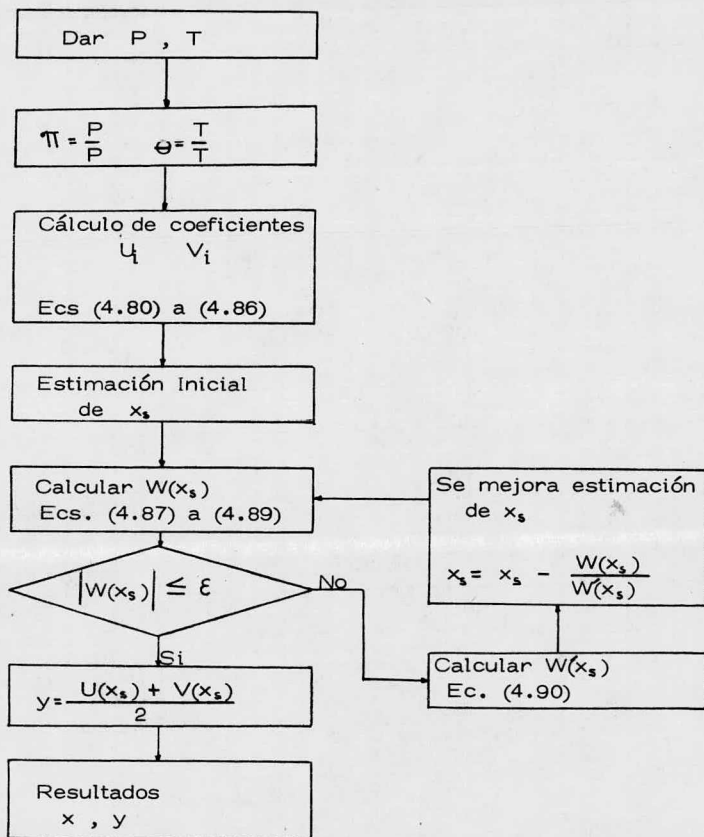 Dar P , T
π = P/P θ = T/T
Cálculo de coeficientes
Ui Vi
Ecs (4.80) a (4.86)
Estimación Inicial
de xs
Calcular W(xs)
Ecs. (4.87) a (4.89)
|W(xs)| ≤ ε
No
Si
y = U(xs) + V(xs) / 2
Resultados
x , y
Se mejora estimación
de xs
xs = xs - W(xs) / W'(xs)
Calcular W'(xs)
Ec. (4.90)